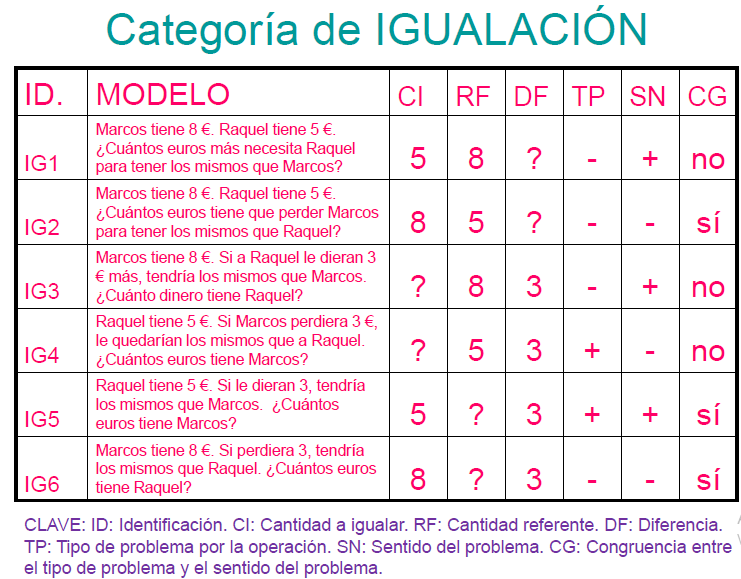 Categoría de IGUALACIÓN
ID. MODELO CI RF DF TP SN CG
Marcos tiene 8 €. Raquel tiene 5 €.
¿Cuántos euros más necesita Raquel
para tener los mismos que Marcos?
IG1 5 8 ? - + no
Marcos tiene 8 €. Raquel tiene 5 €.
¿Cuántos euros tiene que perder Marcos
para tener los mismos que Raquel?
IG2 8 5 ? - - sí
Marcos tiene 8 €. Si a Raquel le dieran 3
€ más, tendría los mismos que Marcos.
¿Cuánto dinero tiene Raquel?
IG3 ? 8 3 - + no
Raquel tiene 5 €. Si Marcos perdiera 3 €,
le quedarían los mismos que a Raquel.
¿Cuántos euros tiene Marcos?
IG4 ? 5 3 + - no
Raquel tiene 5 €. Si le dieran 3, tendría
los mismos que Marcos. ¿Cuántos
euros tiene Marcos?
IG5 5 ? 3 + + sí
Marcos tiene 8 €. Si perdiera 3, tendría
los mismos que Raquel. ¿Cuántos euros
tiene Raquel?
IG6 8 ? 3 - - sí
CLAVE: ID: Identificación. CI: Cantidad a igualar. RF: Cantidad referente. DF: Diferencia.
TP: Tipo de problema por la operación. SN: Sentido del problema. CG: Congruencia entre
el tipo de problema y el sentido del problema.